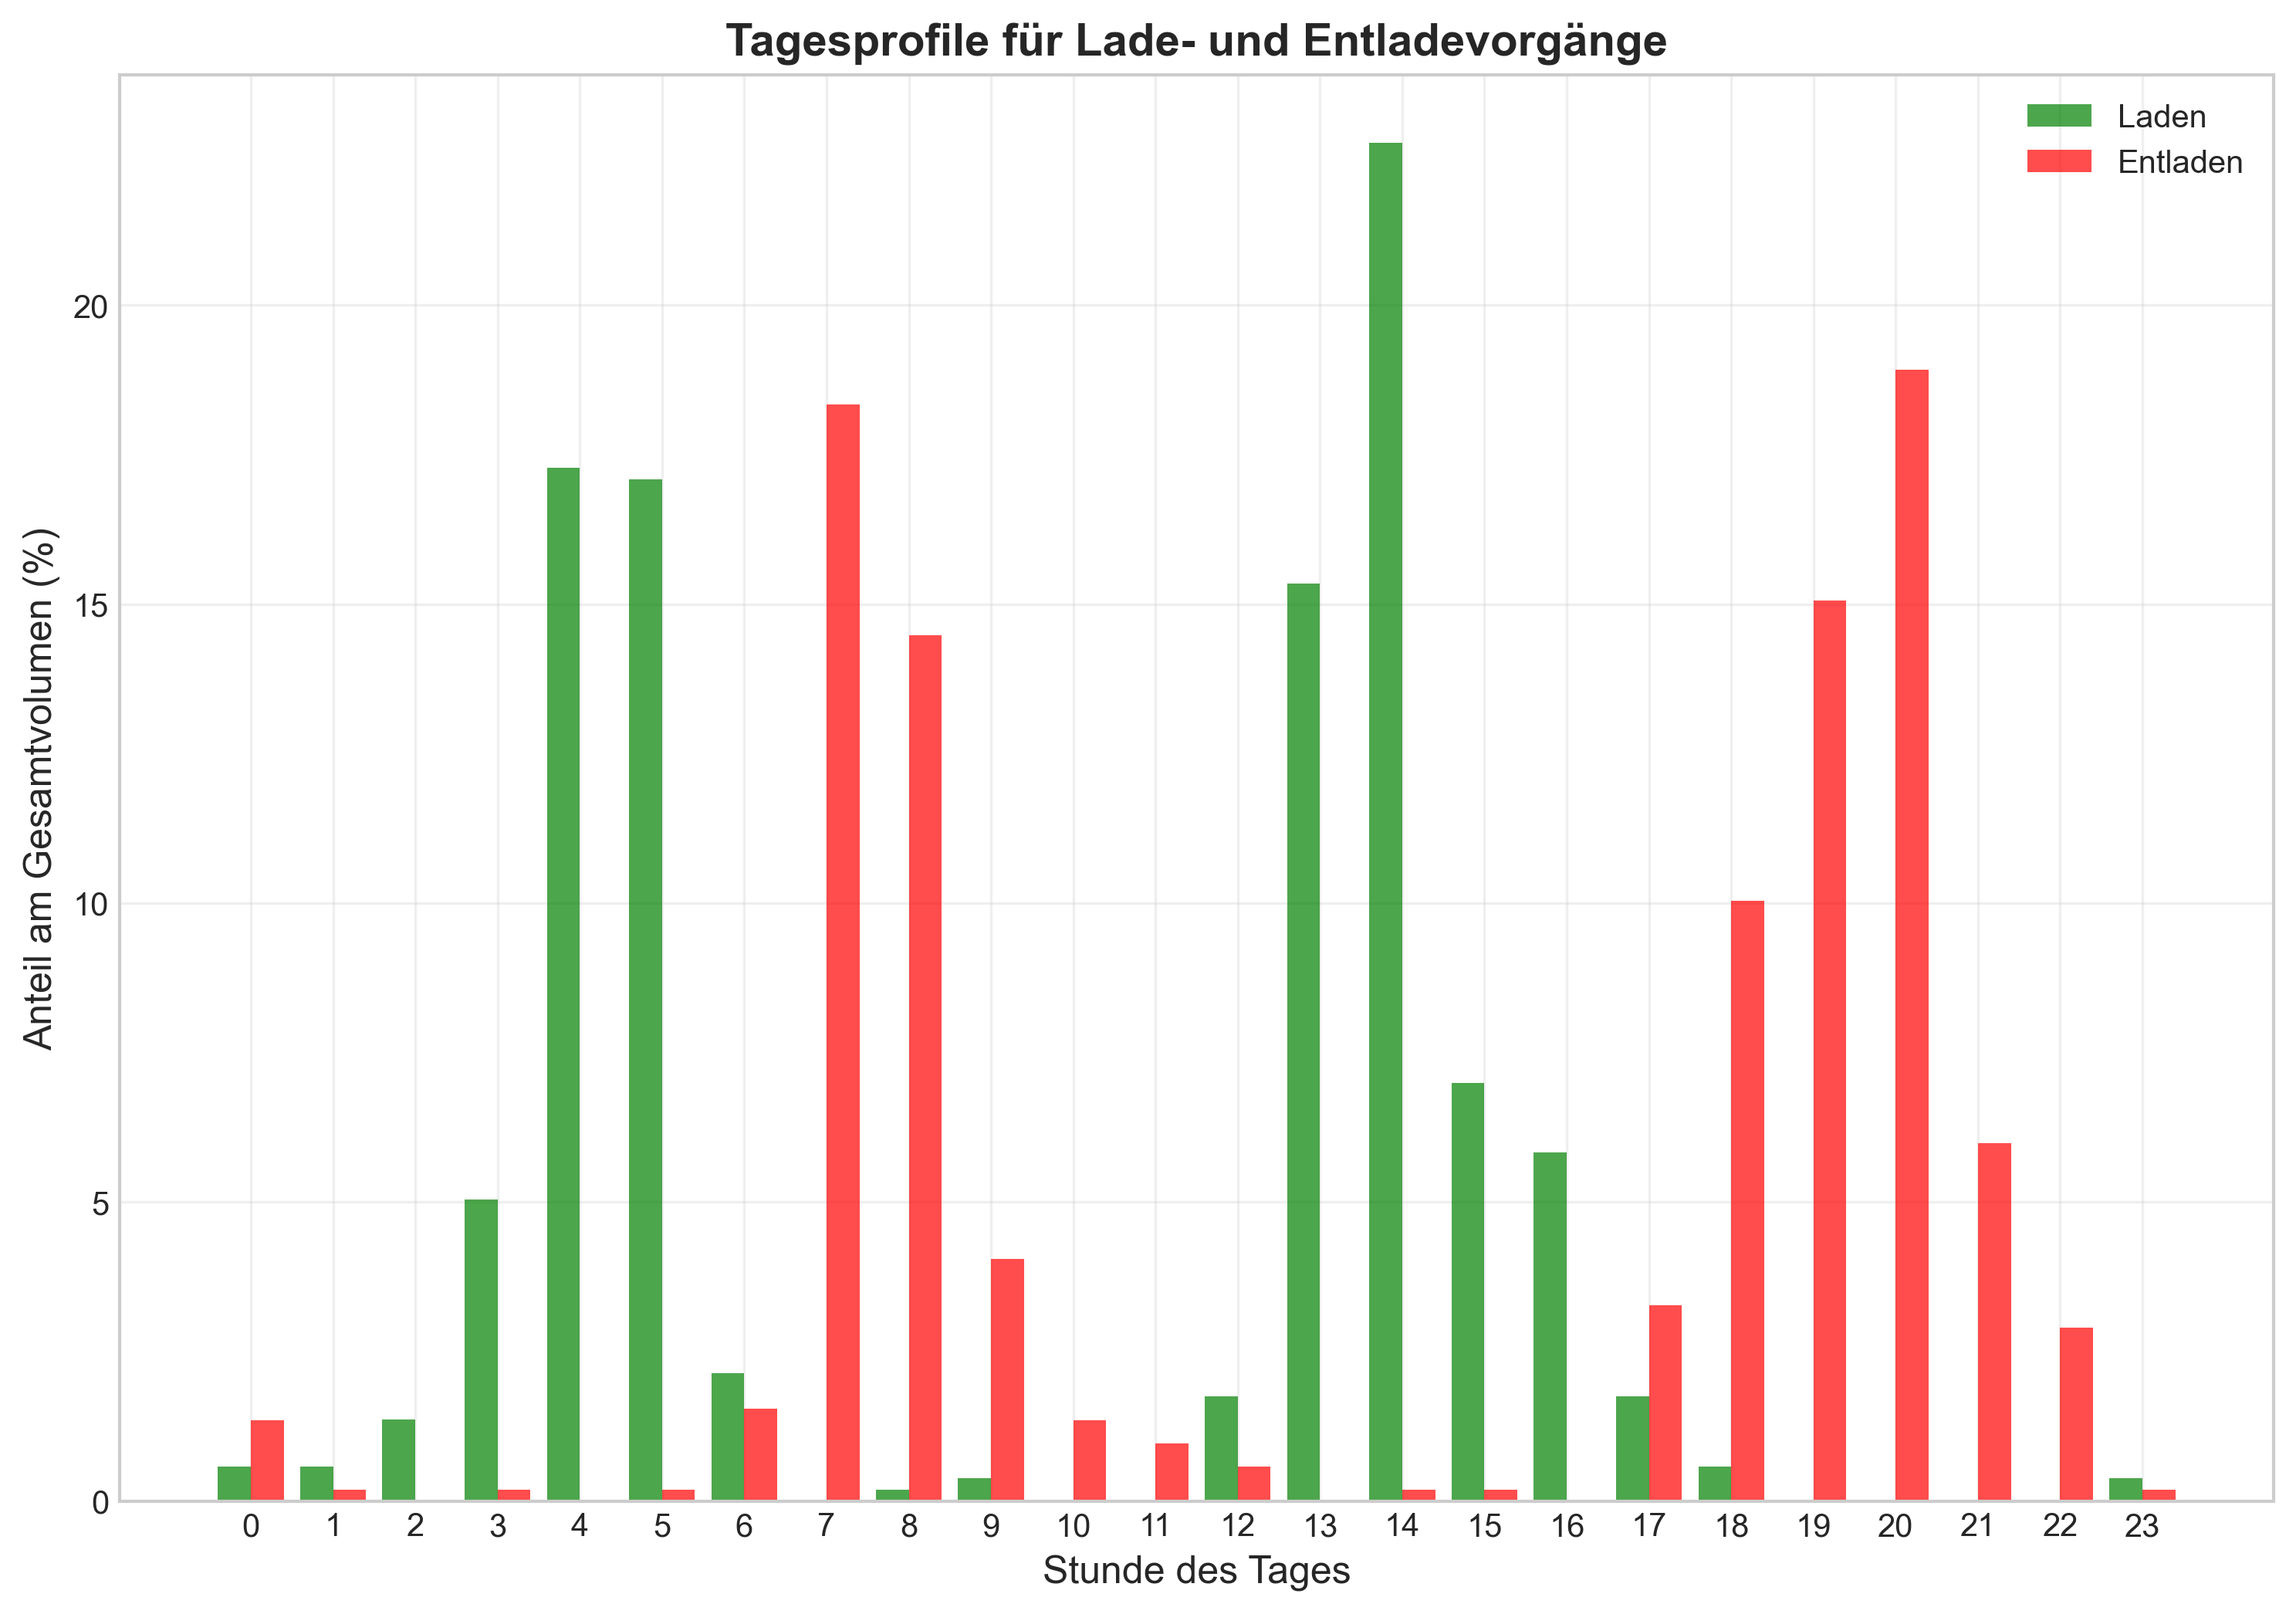 Tagesprofile für Lade- und Entladevorgänge
Laden
Entladen
Anteil am Gesamtvolumen (%)
20
15
10
5
0
0 1 2 3 4 5 6 7 8 9 10 11 12 13 14 15 16 17 18 19 20 21 22 23
Stunde des Tages